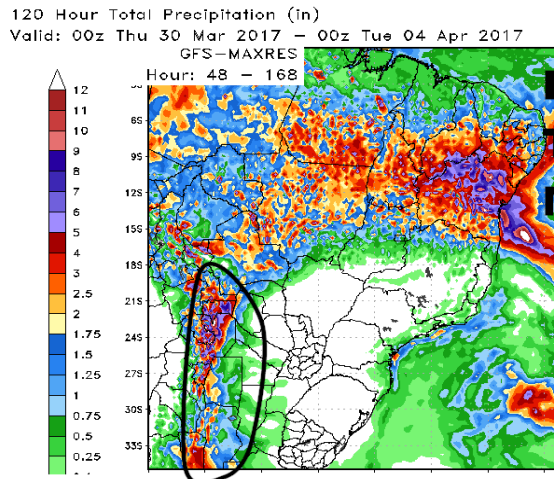 120 Hour Total Precipitation (in)
Valid: 00z Thu 30 Mar 2017 – 00z Tue 04 Apr 2017
GFS-MAXRES
Hour: 48 – 168
12
11
10
9
8
7
6
5
4
3
2.5
2
1.75
1.5
1.25
1
0.75
0.5
0.25
6S
9S
12S
15S
18S
21S
24S
27S
30S
33S